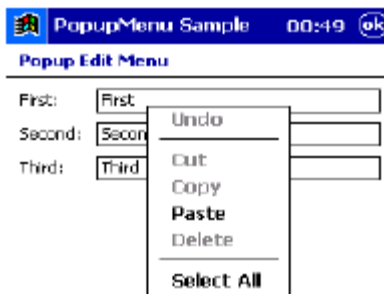 PopupMenu Sample 00:49 ok
Popup Edit Menu
First: First
Second: Secon
Third: Third
Undo
Cut
Copy
Paste
Delete
Select All